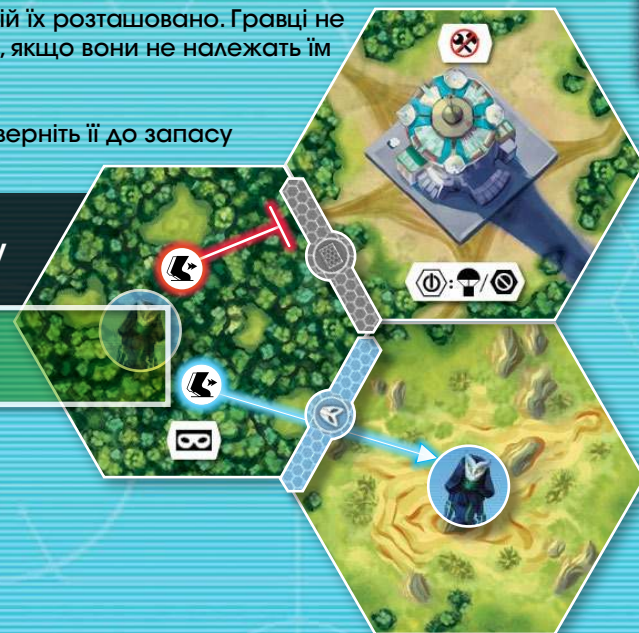 ій їх розташовано. Гравці не
, якщо вони не належать їм
верніть її до запасу